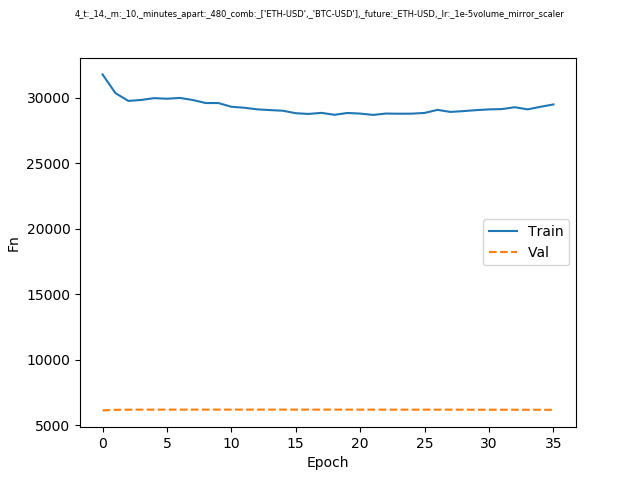 4_t:_14,_m:_10,_minutes_apart:_480_comb:_['ETH-USD',_'BTC-USD'],_future:_ETH-USD,_lr:_1e-5volume_mirror_scaler
30000
25000
20000
15000
10000
5000
Fn
Train
Val
0 5 10 15 20 25 30 35
Epoch